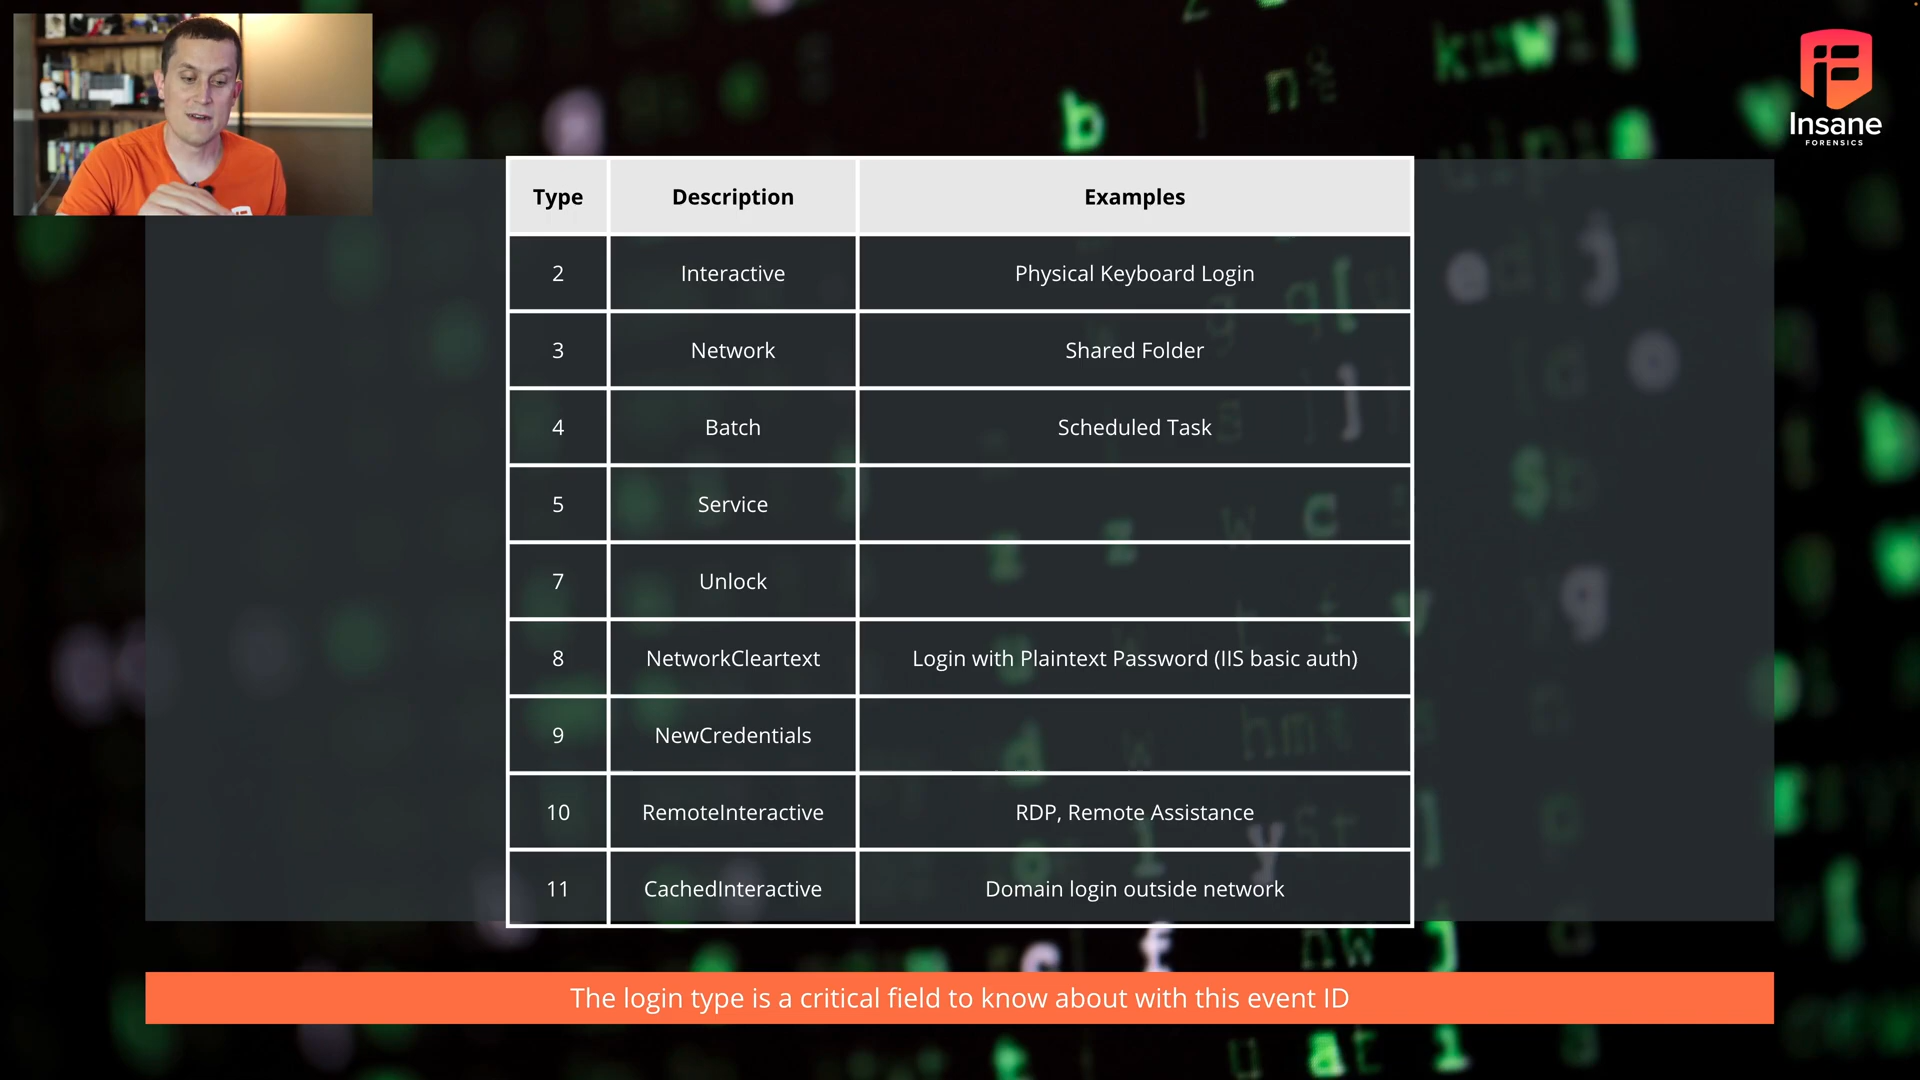 Insane
FORENSICS
Type Description Examples
2 Interactive Physical Keyboard Login
3 Network Shared Folder
4 Batch Scheduled Task
5 Service
7 Unlock
8 NetworkCleartext Login with Plaintext Password (IIS basic auth)
9 NewCredentials
10 RemoteInteractive RDP, Remote Assistance
11 CachedInteractive Domain login outside network
The login type is a critical field to know about with this event ID